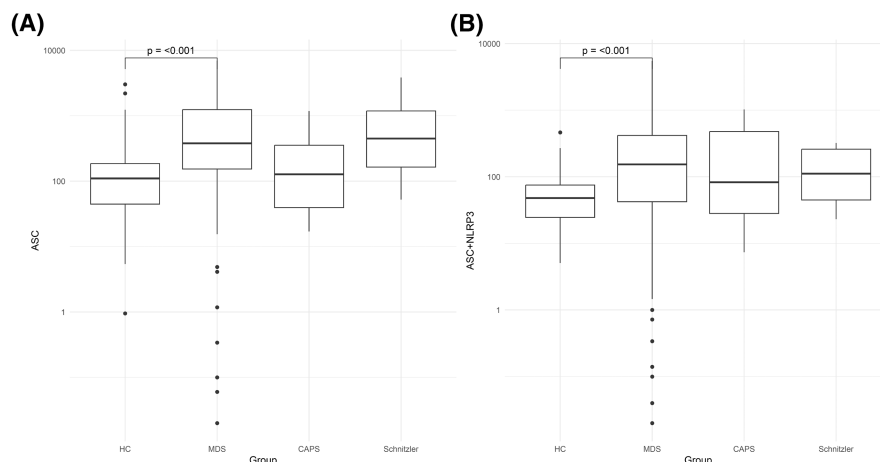 (A)
10000
p = <0.001
100
ASC
1
HC MDS CAPS Schnitzler
Group
(B)
10000
p = <0.001
100
ASC+NLRP3
1
HC MDS CAPS Schnitzler
Group